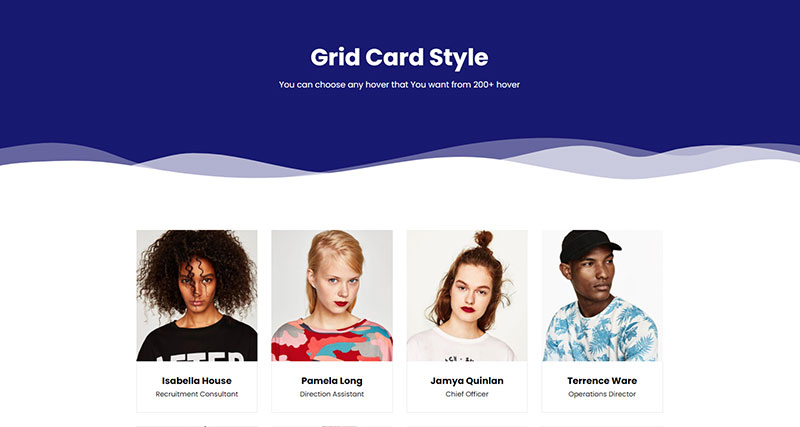 Grid Card Style
You can choose any hover that You want from 200+ hover
AFTER
Isabella House
Pamela Long
Jamya Quinlan
Terrence Ware
Recruitment Consultant
Direction Assistant
Chief Officer
Operations Director